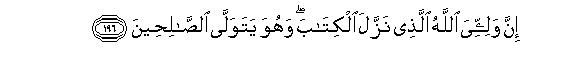 إِنَّ وَلِـِّۧىَ ٱللَّهُ ٱلَّذِى نَزَّلَ ٱلْكِتَٰبَ ۖ وَهُوَ يَتَوَلَّى ٱلصَّٰلِحِينَ ١٩٦